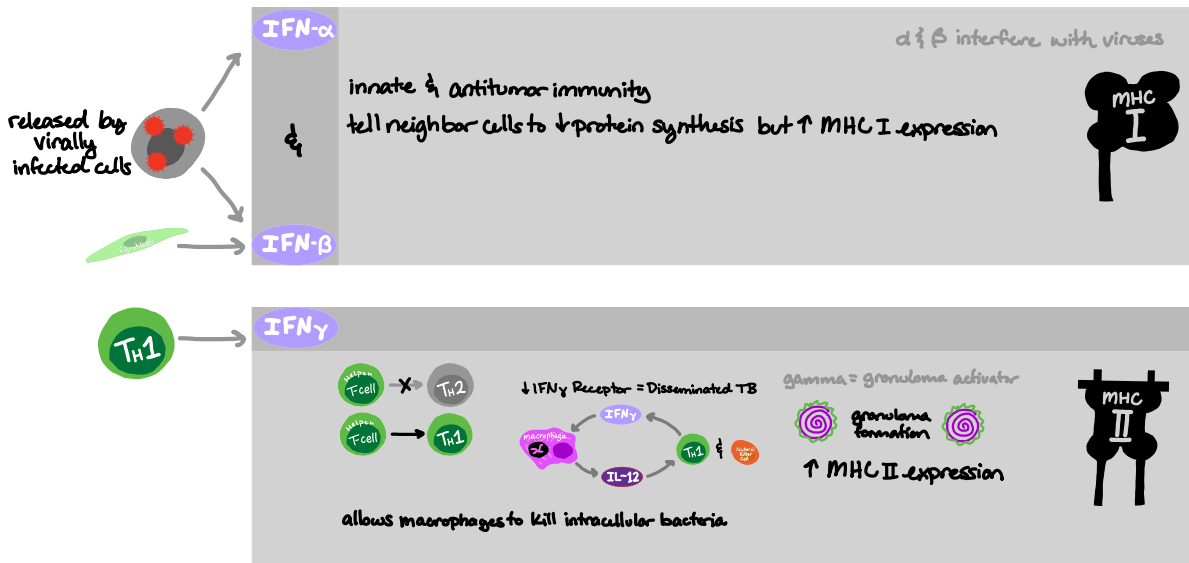 IFN-α
α & β interfere with viruses
innate & antitumor immunity
tell neighbor cells to ↓ protein synthesis but ↑ MHC I expression
MHC
I
released by
virally
infected cells
&
fibroblast
IFN-β
TH1
IFNγ
Helper
T-cell
X
TH2
Helper
T-cell
TH1
↓ IFNγ Receptor = Disseminated TB
IFNγ
macrophage
TH1
&
Natural
Killer
Cell
IL-12
gamma = granuloma activator
granuloma
formation
↑ MHC II expression
MHC
II
allows macrophages to kill intracellular bacteria